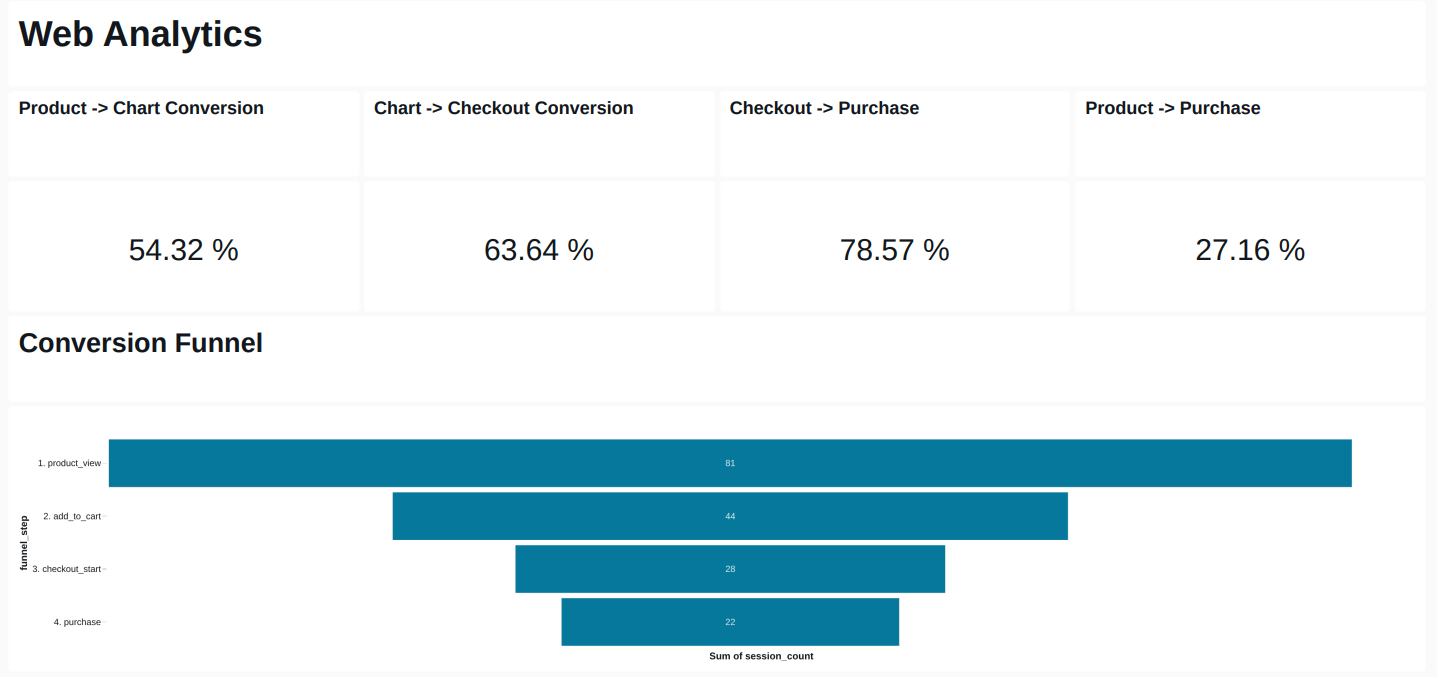 Web Analytics
Product -> Chart Conversion
Chart -> Checkout Conversion
Checkout -> Purchase
Product -> Purchase
54.32 %
63.64 %
78.57 %
27.16 %
Conversion Funnel
funnel_step
1. product_view
81
2. add_to_cart
44
3. checkout_start
28
4. purchase
22
Sum of session_count